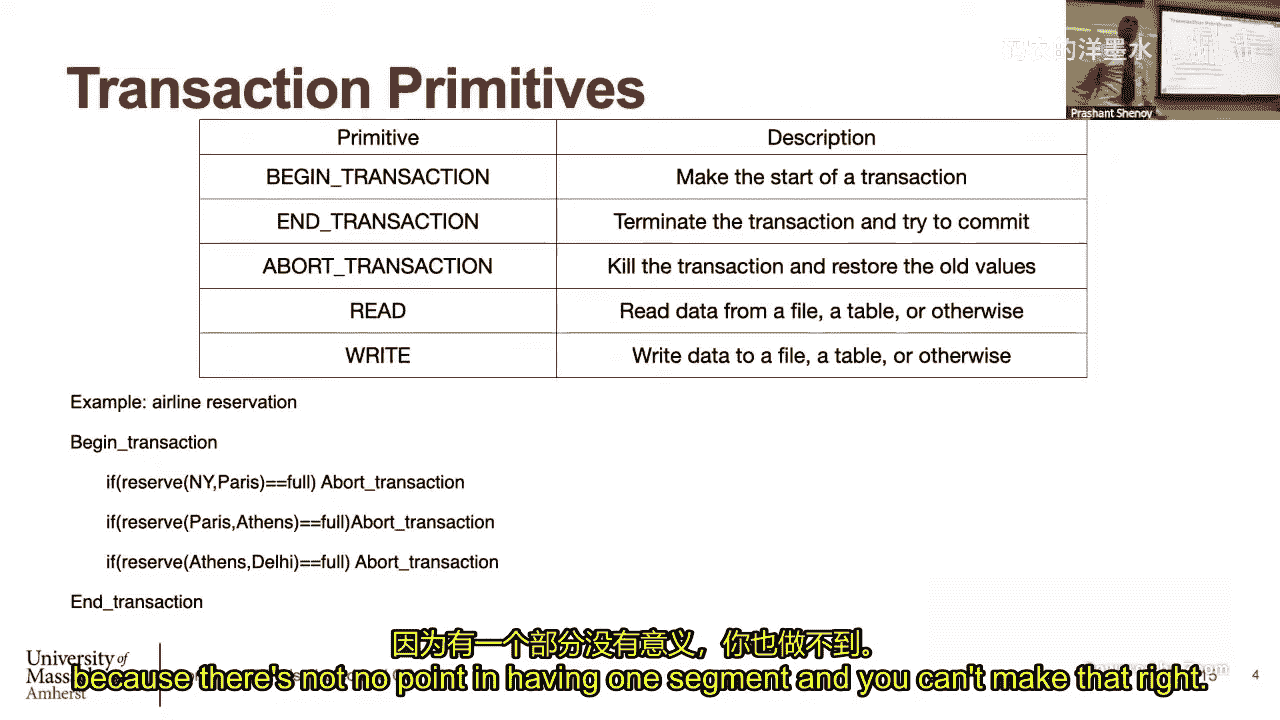 Transaction Primitives
的洋墨水
Prashant Shenoy
Primitive Description
BEGIN_TRANSACTION Make the start of a transaction
END_TRANSACTION Terminate the transaction and try to commit
ABORT_TRANSACTION Kill the transaction and restore the old values
READ Read data from a file, a table, or otherwise
WRITE Write data to a file, a table, or otherwise
Example: airline reservation
Begin_transaction
if(reserve(NY,Paris)==full) Abort_transaction
if(reserve(Paris,Athens)==full)Abort_transaction
if(reserve(Athens,Delhi)==full) Abort_transaction
End_transaction
因为有一个部分没有意义，你也做不到。
because there's not no point in having one segment and you can't make that right.
University of
Amherst
4